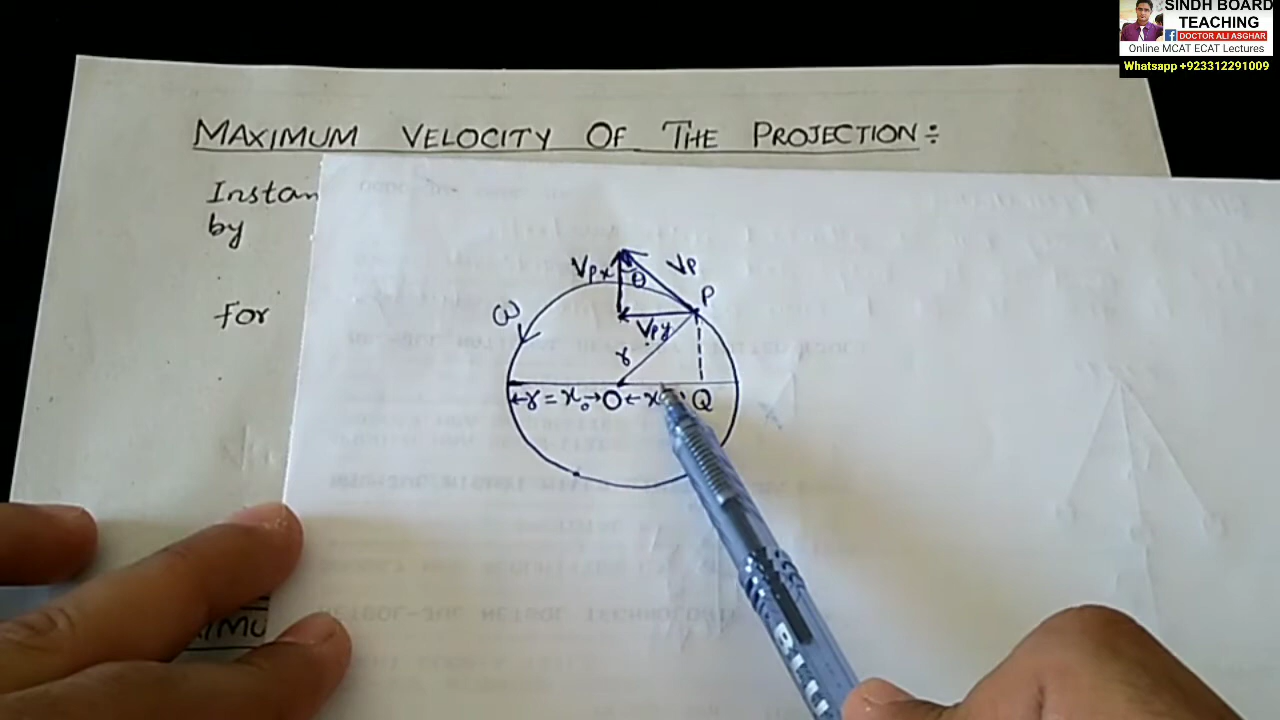 SINDH BOARD
TEACHING
f DOCTOR ALI ASGHAR
Online MCAT ECAT Lectures
Whatsapp +923312291009
MAXIMUM VELOCITY OF THE PROJECTION÷
Instan
by
For
Vpx
θ
Vp
P
ω
Vpy
r
←r = x₀→O←x
Q